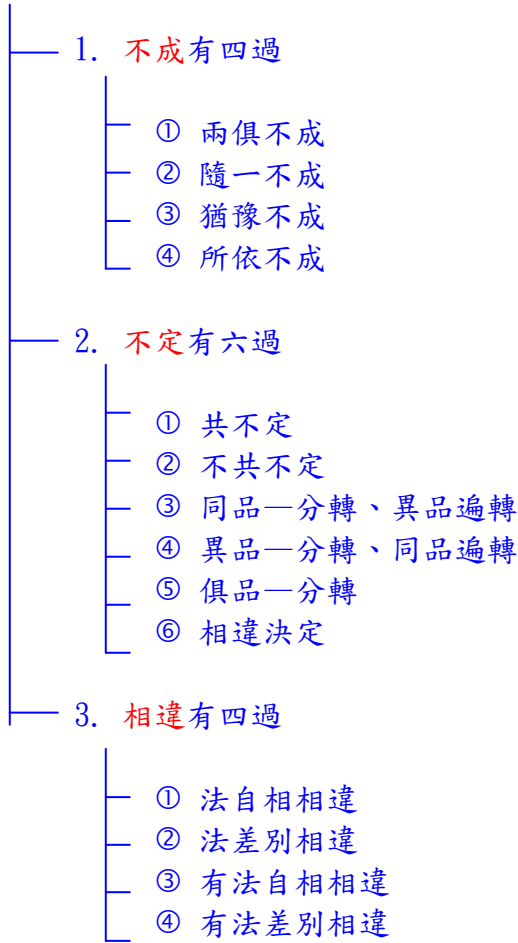 1. 不成有四過
① 兩俱不成
② 隨一不成
③ 猶豫不成
④ 所依不成
2. 不定有六過
① 共不定
② 不共不定
③ 同品一分轉、異品遍轉
④ 異品一分轉、同品遍轉
⑤ 俱品一分轉
⑥ 相違決定
3. 相違有四過
① 法自相相違
② 法差別相違
③ 有法自相相違
④ 有法差別相違